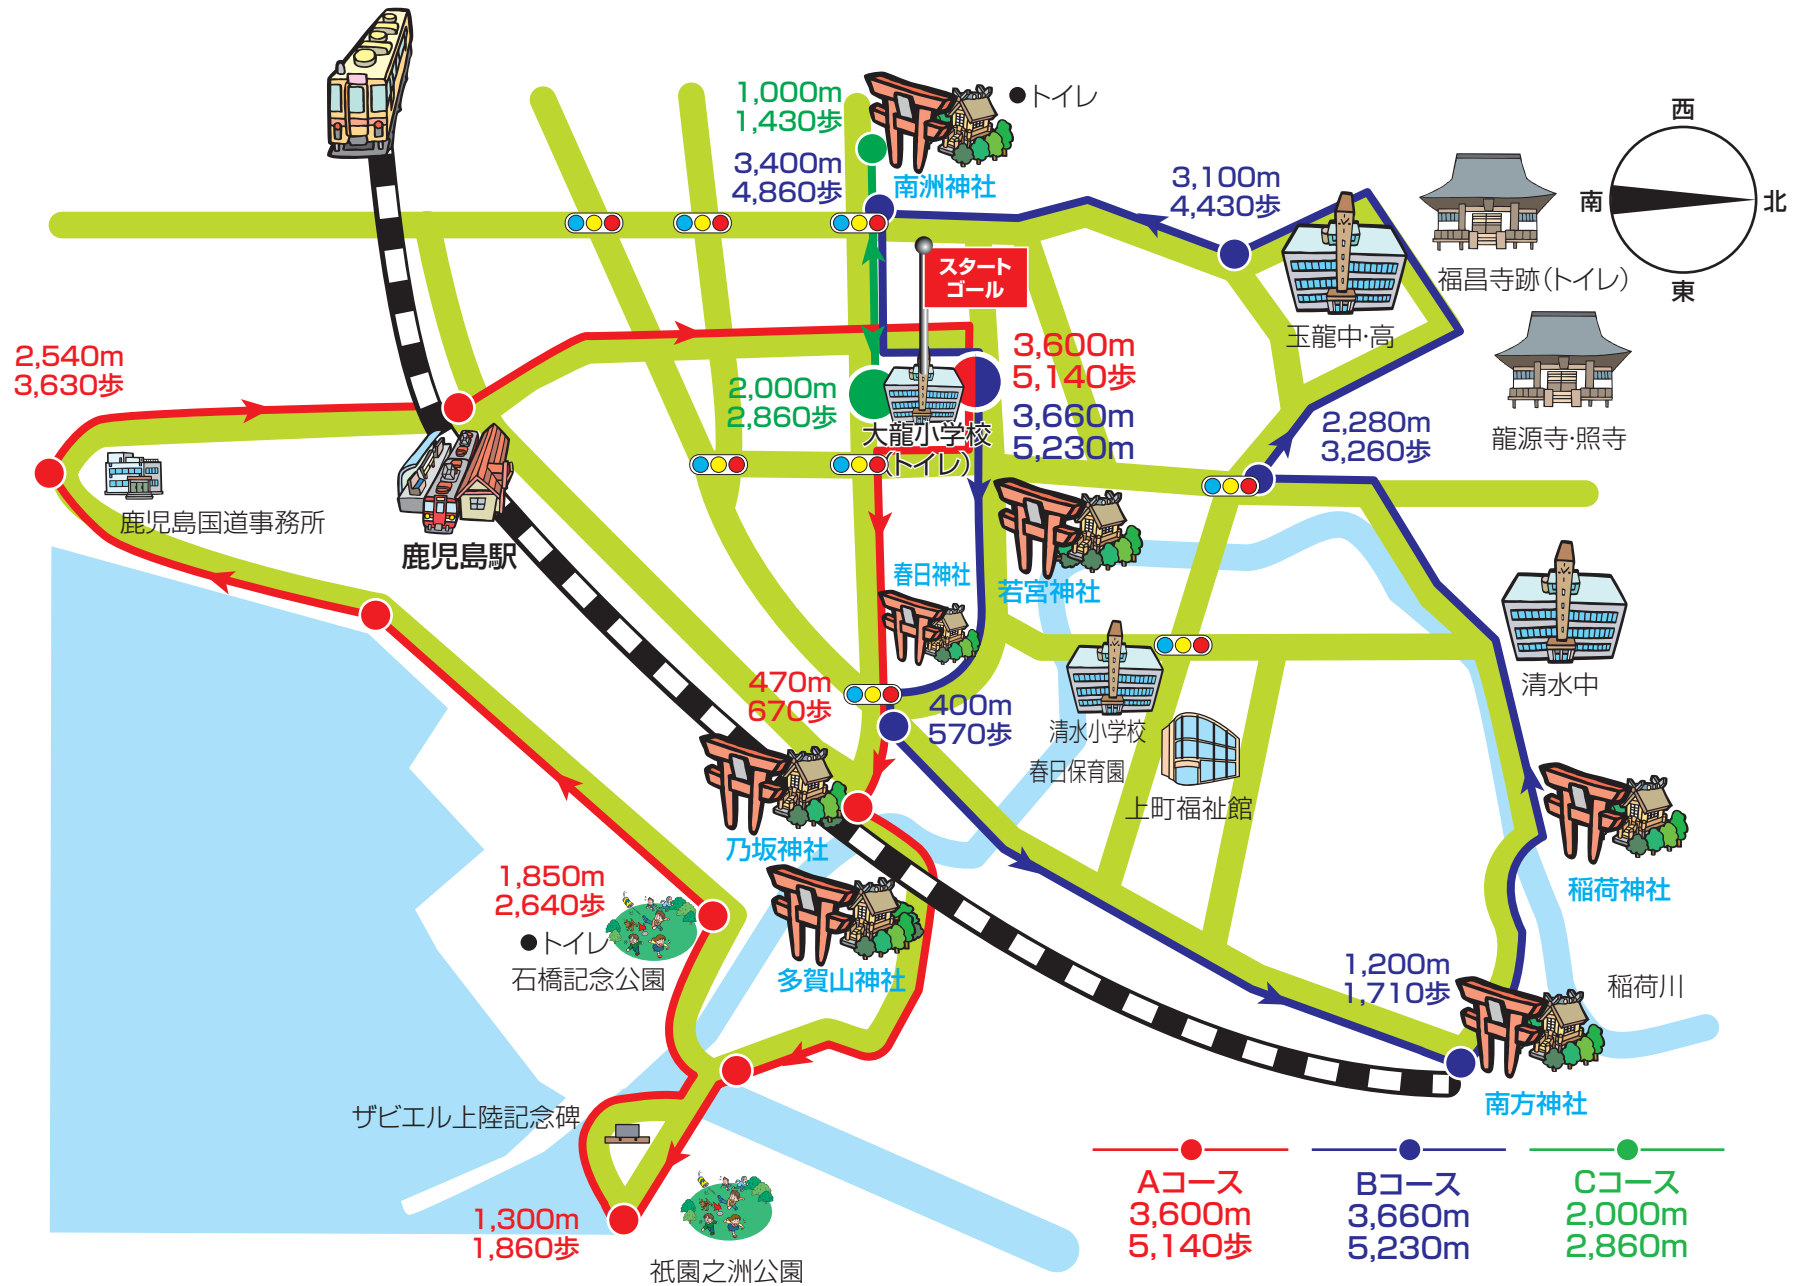 1,000m
1,430歩
●トイレ
3,400m
4,860歩
南洲神社
3,100m
4,430歩
西
南
北
東
福昌寺跡(トイレ)
スタート
ゴール
玉龍中・高
2,540m
3,630歩
3,600m
5,140歩
2,000m
2,860歩
3,660m
5,230m
大龍小学校
(トイレ)
2,280m
3,260歩
龍源寺・照寺
鹿児島国道事務所
鹿児島駅
春日神社
若宮神社
470m
670歩
400m
570歩
清水中
清水小学校
春日保育園
上町福祉館
乃坂神社
稲荷神社
1,850m
2,640歩
●トイレ
石橋記念公園
多賀山神社
1,200m
1,710歩
稲荷川
南方神社
ザビエル上陸記念碑
1,300m
1,860歩
祇園之洲公園
Aコース
3,600m
5,140歩
Bコース
3,660m
5,230m
Cコース
2,000m
2,860m